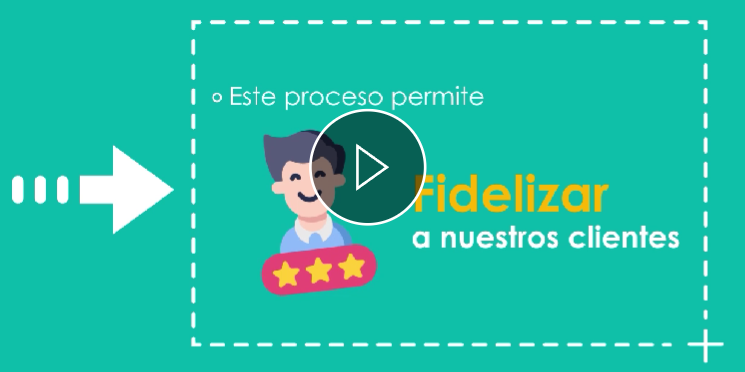 Este proceso permite
Fidelizar
a nuestros clientes